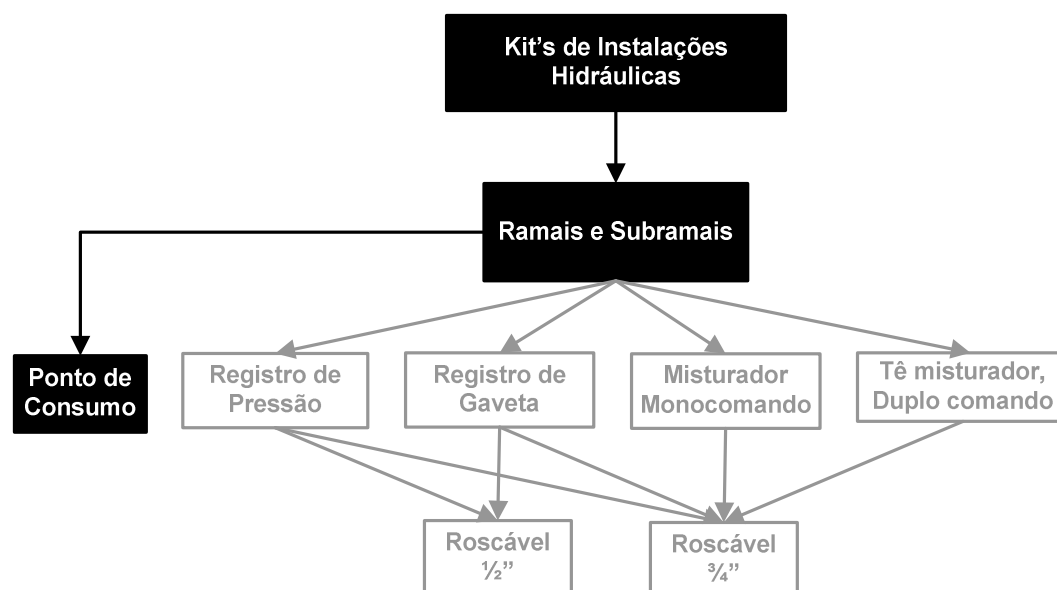 Kit’s de Instalações
Hidráulicas
Ramais e Subramais
Ponto de
Consumo
Registro de
Pressão
Registro de
Gaveta
Misturador
Monocomando
Tê misturador,
Duplo comando
Roscável
½”
Roscável
¾”